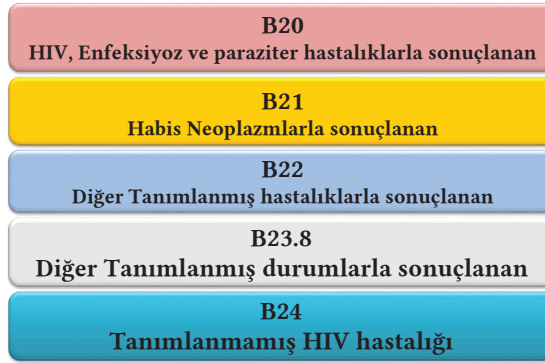 B20
HIV, Enfeksiyoz ve paraziter hastalıklarla sonuçlanan
B21
Habis Neoplazmlarla sonuçlanan
B22
Diğer Tanımlanmış hastalıklarla sonuçlanan
B23.8
Diğer Tanımlanmış durumlarla sonuçlanan
B24
Tanımlanmamış HIV hastalığı